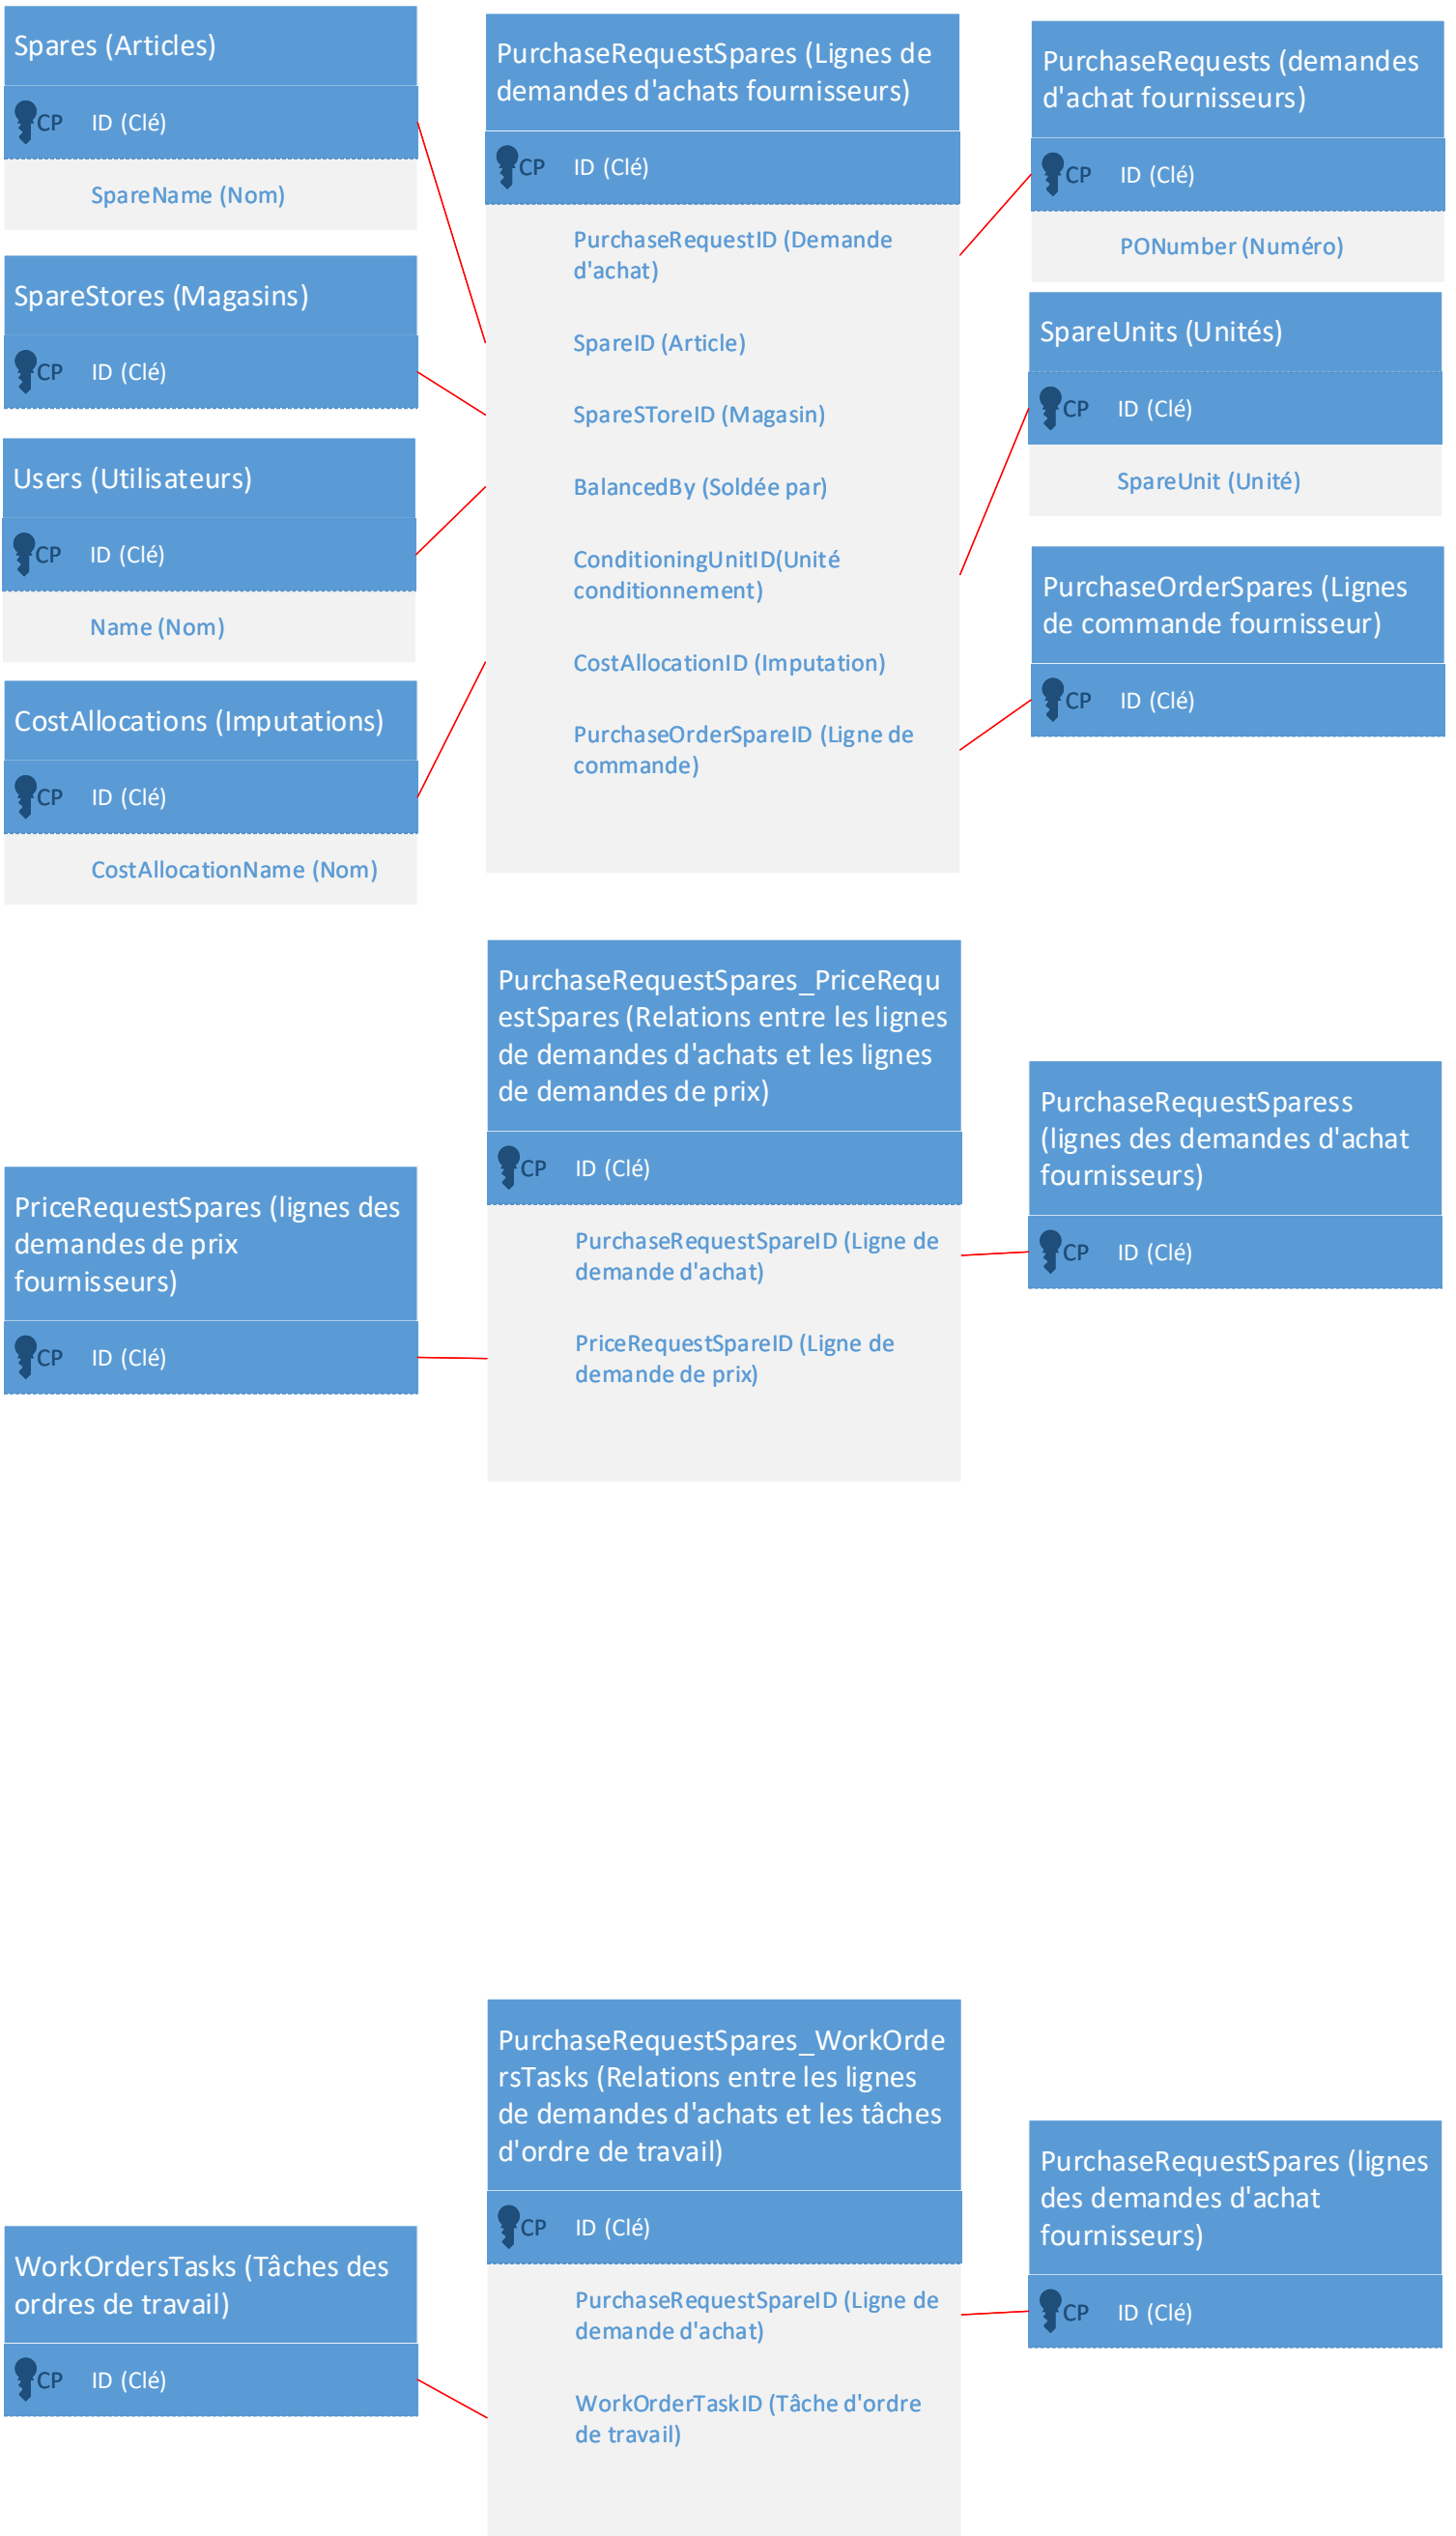 Spares (Articles)
CP ID (Clé)
SpareName (Nom)
SpareStores (Magasins)
CP ID (Clé)
Users (Utilisateurs)
CP ID (Clé)
Name (Nom)
CostAllocations (Imputations)
CP ID (Clé)
CostAllocationName (Nom)
PurchaseRequestSpares (Lignes de
demandes d'achats fournisseurs)
CP ID (Clé)
PurchaseRequestID (Demande
d'achat)
SpareID (Article)
SpareSToreID (Magasin)
BalancedBy (Soldée par)
ConditioningUnitID(Unité
conditionnement)
CostAllocationID (Imputation)
PurchaseOrderSpareID (Ligne de
commande)
PurchaseRequests (demandes
d'achat fournisseurs)
CP ID (Clé)
PONumber (Numéro)
SpareUnits (Unités)
CP ID (Clé)
SpareUnit (Unité)
PurchaseOrderSpares (Lignes
de commande fournisseur)
CP ID (Clé)
PriceRequestSpares (lignes des
demandes de prix
fournisseurs)
CP ID (Clé)
PurchaseRequestSpares_PriceRequ
estSpares (Relations entre les lignes
de demandes d'achats et les lignes
de demandes de prix)
CP ID (Clé)
PurchaseRequestSpareID (Ligne de
demande d'achat)
PriceRequestSpareID (Ligne de
demande de prix)
PurchaseRequestSparess
(lignes des demandes d'achat
fournisseurs)
CP ID (Clé)
WorkOrdersTasks (Tâches des
ordres de travail)
CP ID (Clé)
PurchaseRequestSpares_WorkOrde
rsTasks (Relations entre les lignes
de demandes d'achats et les tâches
d'ordre de travail)
CP ID (Clé)
PurchaseRequestSpareID (Ligne de
demande d'achat)
WorkOrderTaskID (Tâche d'ordre
de travail)
PurchaseRequestSpares (lignes
des demandes d'achat
fournisseurs)
CP ID (Clé)